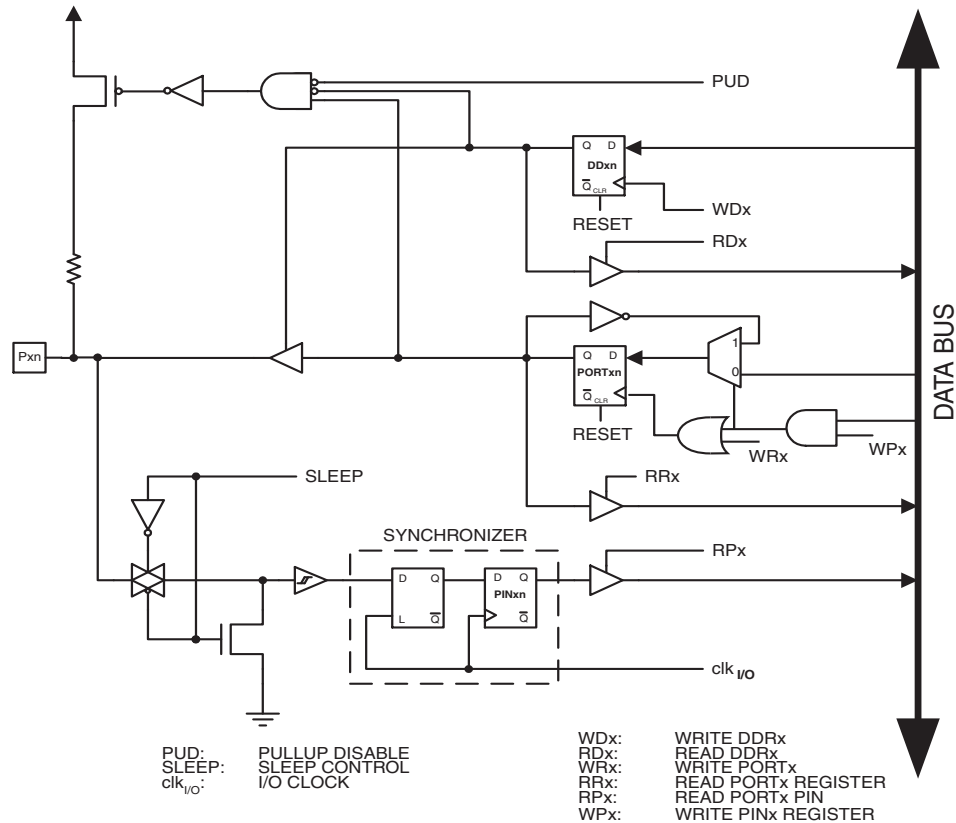 PUD
Q D
DDxn
Q CLR
WDx
RESET
RDx
Pxn
1
Q D
PORTxn
0
Q CLR
RESET
WRx
WPx
DATA BUS
SLEEP
RRx
SYNCHRONIZER
RPx
D Q
D Q
PINxn
L Q
Q
clk I/O
PUD: PULLUP DISABLE
SLEEP: SLEEP CONTROL
clkI/O: I/O CLOCK
WDx: WRITE DDRx
RDx: READ DDRx
WRx: WRITE PORTx
RRx: READ PORTx REGISTER
RPx: READ PORTx PIN
WPx: WRITE PINx REGISTER